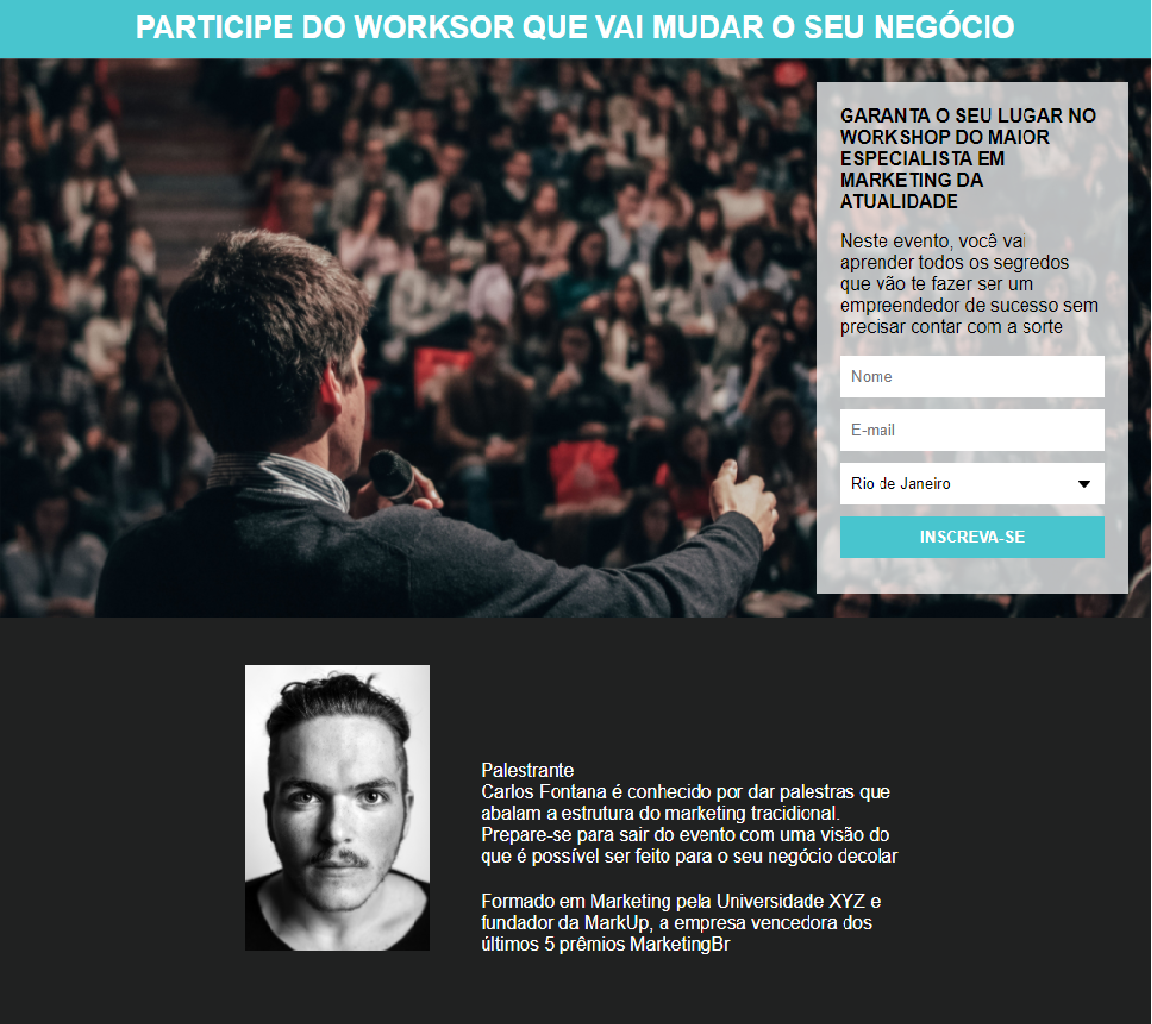 PARTICIPE DO WORKSOR QUE VAI MUDAR O SEU NEGÓCIO
GARANTA O SEU LUGAR NO
WORKSHOP DO MAIOR
ESPECIALISTA EM
MARKETING DA
ATUALIDADE
Neste evento, você vai
aprender todos os segredos
que vão te fazer ser um
empreendedor de sucesso sem
precisar contar com a sorte
Nome
E-mail
Rio de Janeiro
INSCREVA-SE
Palestrante
Carlos Fontana é conhecido por dar palestras que
abalam a estrutura do marketing tracidional.
Prepare-se para sair do evento com uma visão do
que é possível ser feito para o seu negócio decolar
Formado em Marketing pela Universidade XYZ e
fundador da MarkUp, a empresa vencedora dos
últimos 5 prêmios MarketingBr